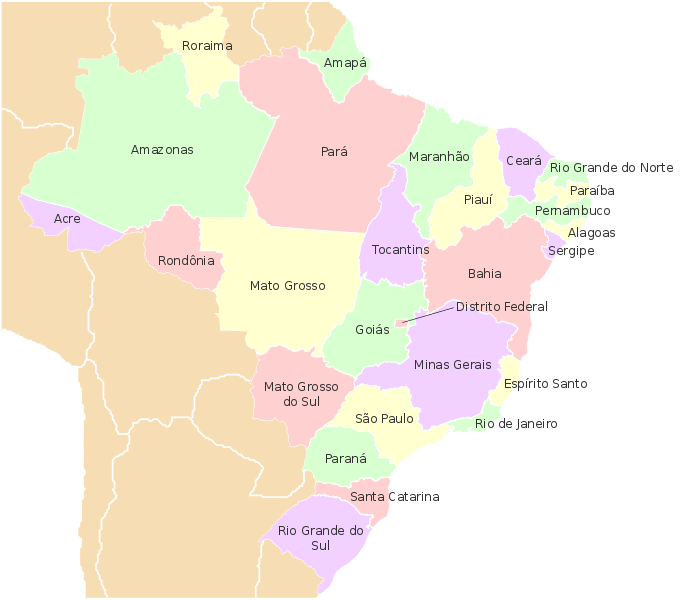 Roraima
Amapá
Amazonas
Pará
Maranhão
Ceará
Rio Grande do Norte
Paraíba
Piauí
Pernambuco
Acre
Alagoas
Tocantins
Sergipe
Rondônia
Bahia
Mato Grosso
Distrito Federal
Goiás
Minas Gerais
Espírito Santo
Mato Grosso
do Sul
São Paulo
Rio de Janeiro
Paraná
Santa Catarina
Rio Grande do
Sul